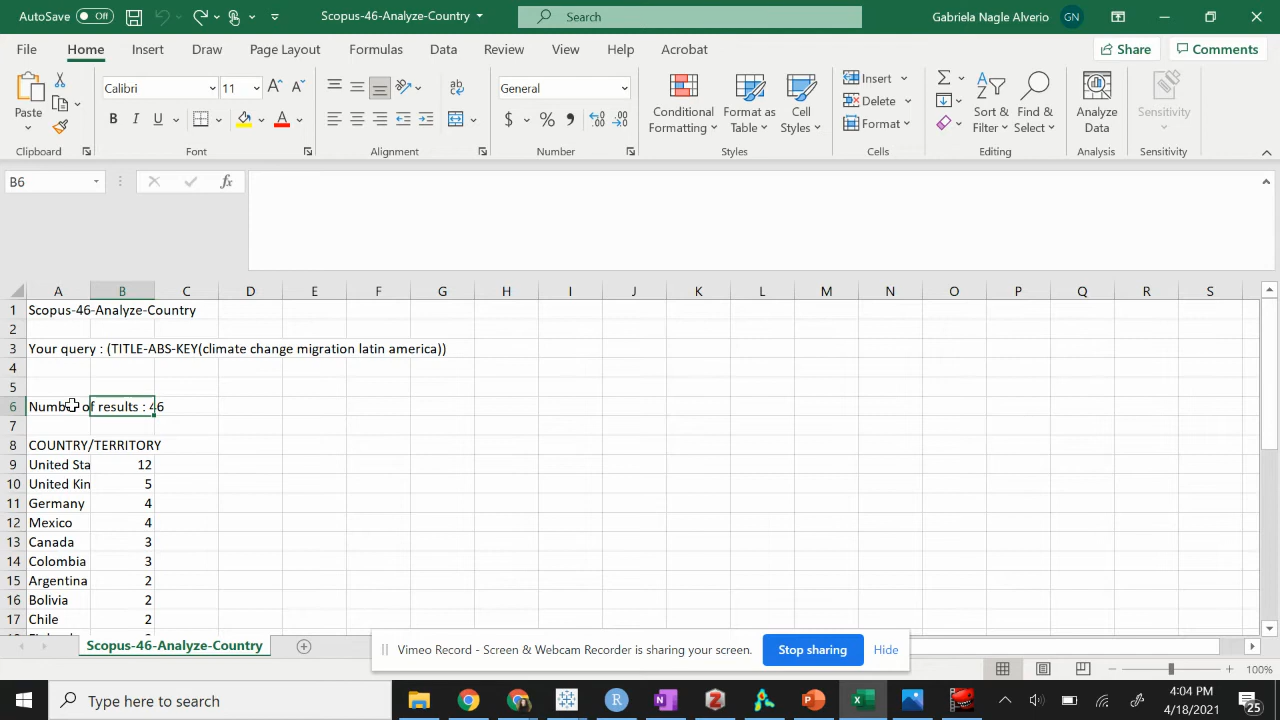 AutoSave Off
Scopus-46-Analyze-Country
Search
Gabriela Nagle Alverio GN
File Home Insert Draw Page Layout Formulas Data Review View Help Acrobat Share Comments
Paste
Clipboard
Calibri 11
B I U
Font
Alignment
General
$ % 9
Number
Conditional Formatting
Format as Table
Cell Styles
Styles
Insert
Delete
Format
Cells
Sort & Filter
Find & Select
Editing
Analyze Data
Analysis
Sensitivity
Sensitivity
B6 fx
A B C D E F G H I J K L M N O P Q R S
1 Scopus-46-Analyze-Country
2
3 Your query : (TITLE-ABS-KEY(climate change migration latin america))
4
5
6 Number of results : 46
7
8 COUNTRY/TERRITORY
9 United Sta 12
10 United Kin 5
11 Germany 4
12 Mexico 4
13 Canada 3
14 Colombia 3
15 Argentina 2
16 Bolivia 2
17 Chile 2
Scopus-46-Analyze-Country
Vimeo Record - Screen & Webcam Recorder is sharing your screen. Stop sharing Hide
100%
Type here to search
4:04 PM
4/18/2021
25